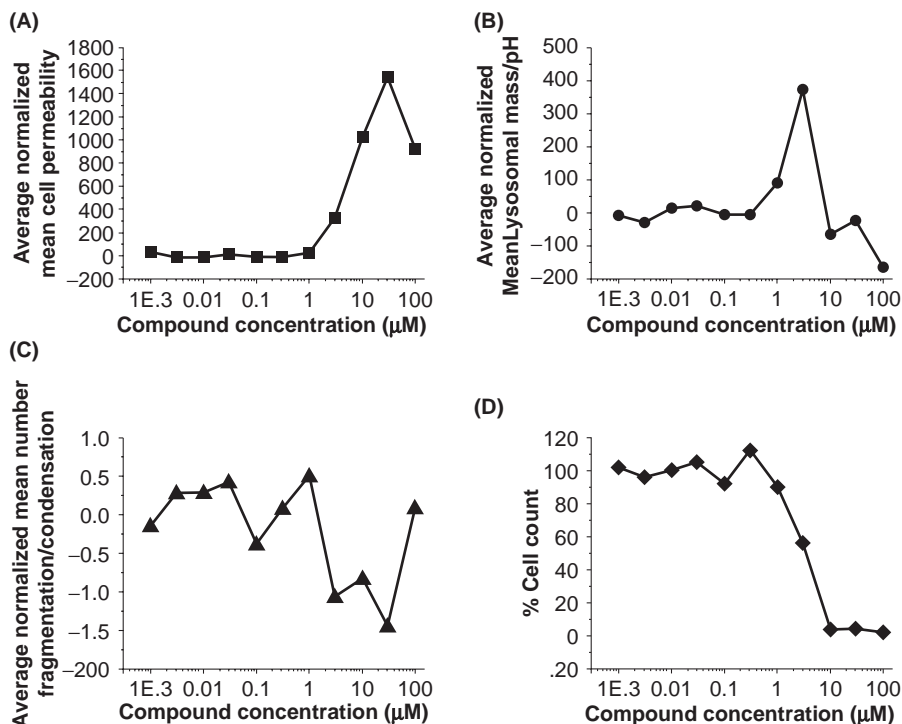 (A)
Average normalized
mean cell permeability
1800
1600
1400
1200
1000
800
600
400
200
0
−200
1E-3 0.01 0.1 1 10 100
Compound concentration (μM)
(B)
Average normalized
MeanLysosomal mass/pH
500
400
300
200
100
0
−100
−200
1E-3 0.01 0.1 1 10 100
Compound concentration (μM)
(C)
Average normalized mean number
fragmentation/condensation
1.0
0.5
0.0
−0.5
−1.0
−1.5
−200
1E-3 0.01 0.1 1 10 100
Compound concentration (μM)
(D)
% Cell count
120
100
80
60
40
20
0
.20
1E-3 0.01 0.1 1 10 100
Compound concentration (μM)